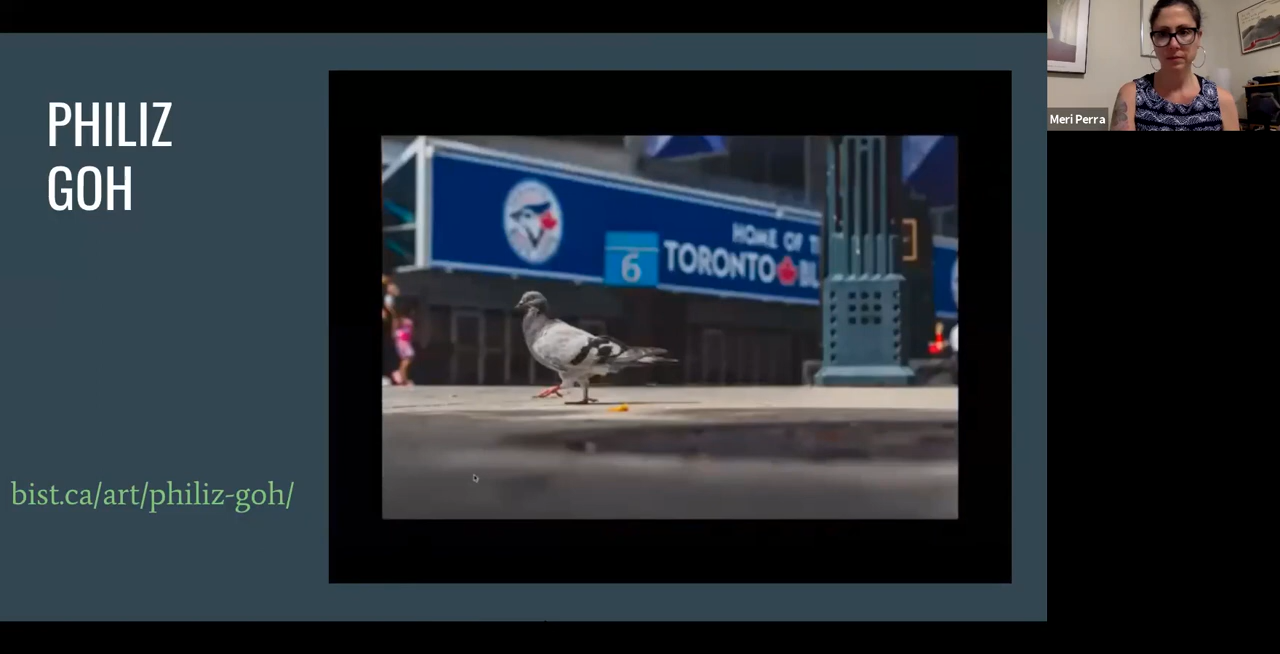 PHILIZ
GOH
HOME OF T
6
TORONTO BL
bist.ca/art/philiz-goh/
Meri Perra